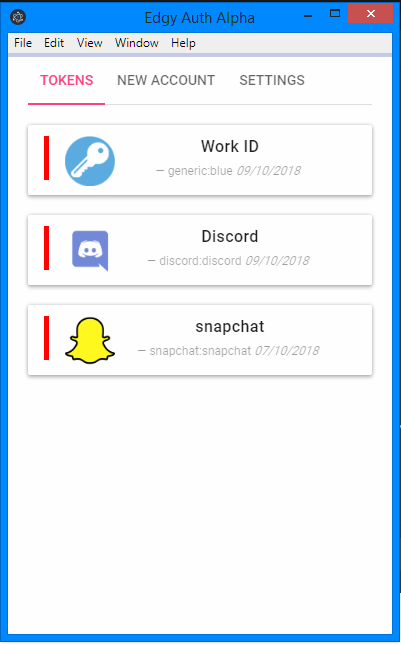 Edgy Auth Alpha
File Edit View Window Help
TOKENS NEW ACCOUNT SETTINGS
Work ID
— generic:blue 09/10/2018
Discord
— discord:discord 09/10/2018
snapchat
— snapchat:snapchat 07/10/2018